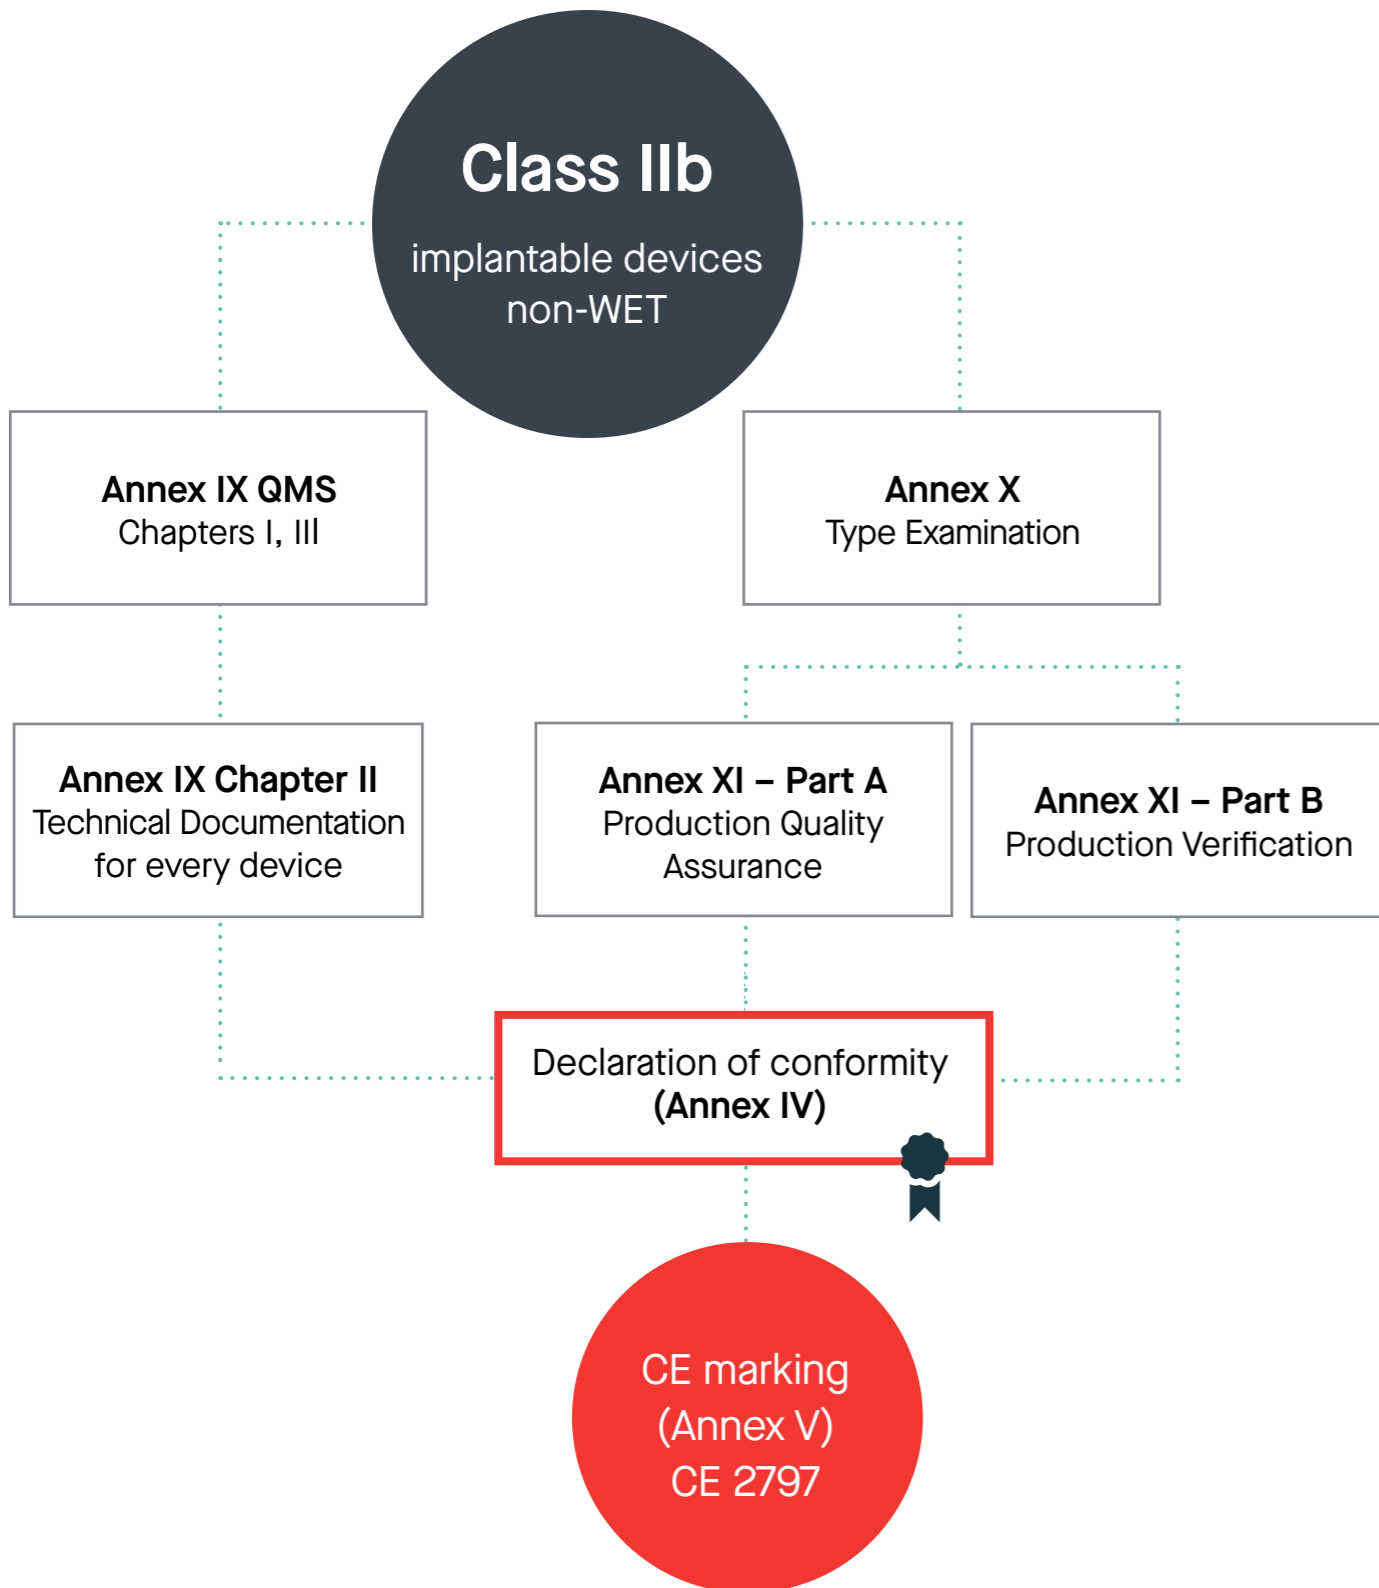 Class IIb
implantable devices
non-WET
Annex IX QMS
Chapters I, III
Annex X
Type Examination
Annex IX Chapter II
Technical Documentation
for every device
Annex XI – Part A
Production Quality
Assurance
Annex XI – Part B
Production Verification
Declaration of conformity
(Annex IV)
CE marking
(Annex V)
CE 2797